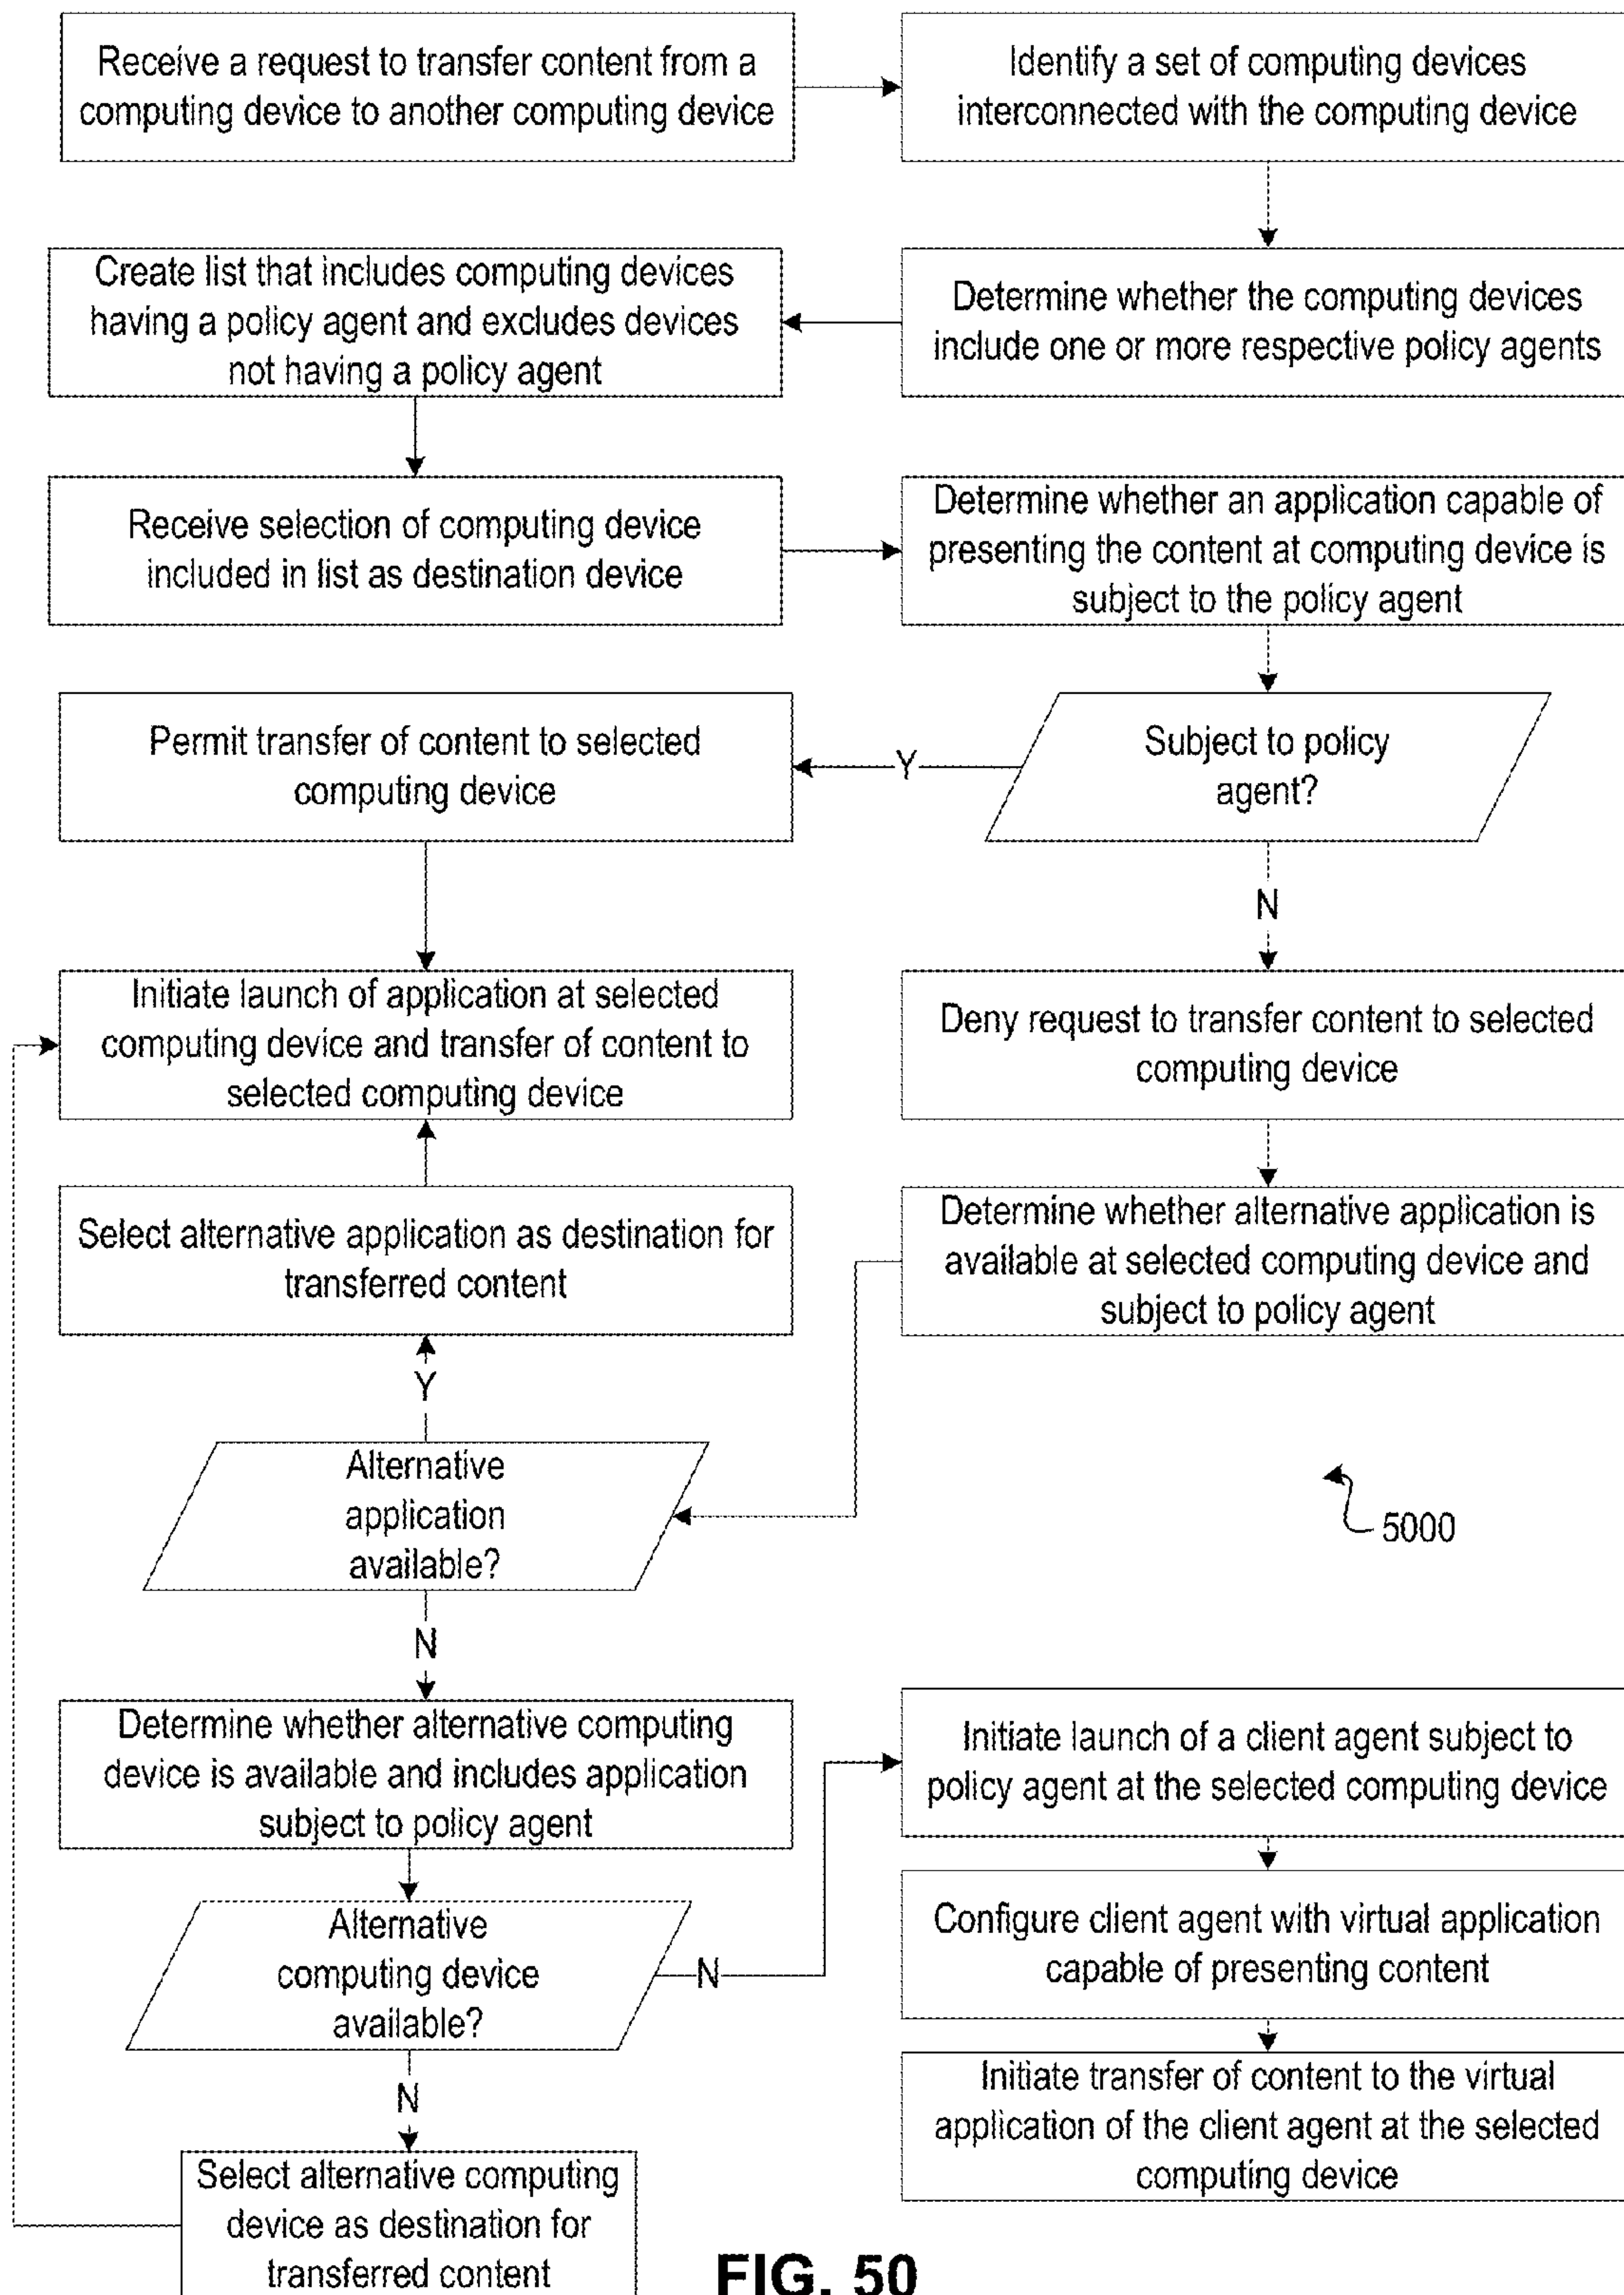 Receive a request to transfer content from a
computing device to another computing device
Identify a set of computing devices
interconnected with the computing device
Determine whether the computing devices
include one or more respective policy agents
Create list that includes computing devices
having a policy agent and excludes devices
not having a policy agent
Receive selection of computing device
included in list as destination device
Determine whether an application capable of
presenting the content at computing device is
subject to the policy agent
Subject to policy
agent?
Y
Permit transfer of content to selected
computing device
N
Initiate launch of application at selected
computing device and transfer of content to
selected computing device
Deny request to transfer content to selected
computing device
Select alternative application as destination for
transferred content
Determine whether alternative application is
available at selected computing device and
subject to policy agent
Y
Alternative
application
available?
5000
N
Determine whether alternative computing
device is available and includes application
subject to policy agent
Initiate launch of a client agent subject to
policy agent at the selected computing device
Alternative
computing device
available?
N
Configure client agent with virtual application
capable of presenting content
N
Initiate transfer of content to the virtual
application of the client agent at the selected
computing device
Select alternative computing
device as destination for
transferred content
FIG. 50